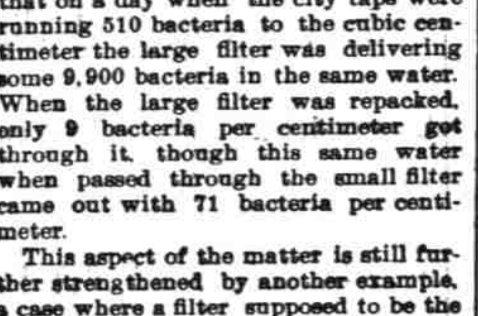 that on a day when the city taps were
running 510 bacteria to the cubic cen-
timeter the large filter was delivering
some 9,900 bacteria in the same water.
When the large filter was repacked,
only 9 bacteria per centimeter got
through it, though this same water
when passed through the small filter
came out with 71 bacteria per centi-
meter.
This aspect of the matter is still fur-
ther strengthened by another example,
a case where a filter supposed to be the